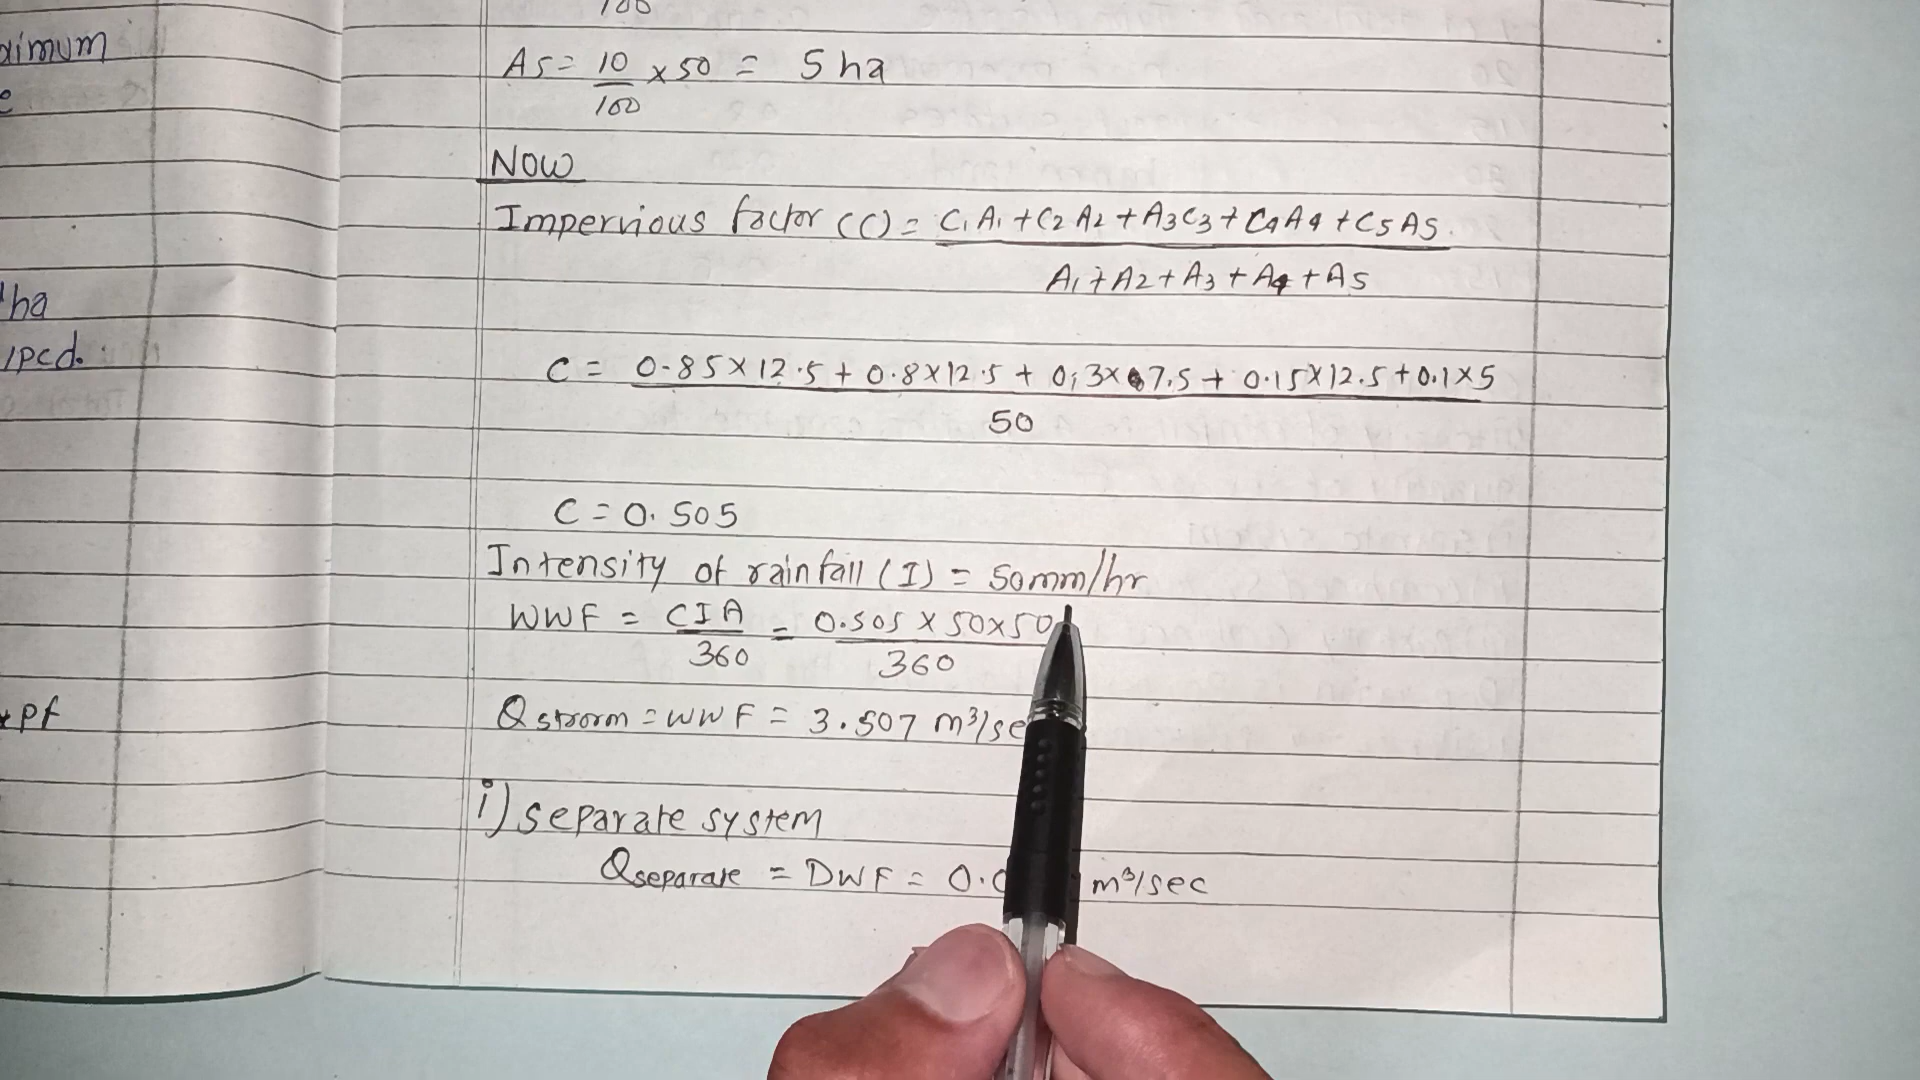 100
As = 10/100 × 50 = 5 ha
Now
Impervious factor (C) = C₁A₁ + C₂A₂ + A₃C₃ + C₄A₄ + C₅A₅ / A₁ + A₂ + A₃ + A₄ + A₅
C = 0.85×12.5 + 0.8×12.5 + 0.3×7.5 + 0.15×12.5 + 0.1×5 / 50
C = 0.505
Intensity of rainfall (I) = 50mm/hr
WWF = CIA/360 = 0.505 × 50×50/360
Qstrorm = WWF = 3.507 m³/se
i) separate system
Qseparate = DWF = 0.0 m³/sec
ha
lpcd.
pf